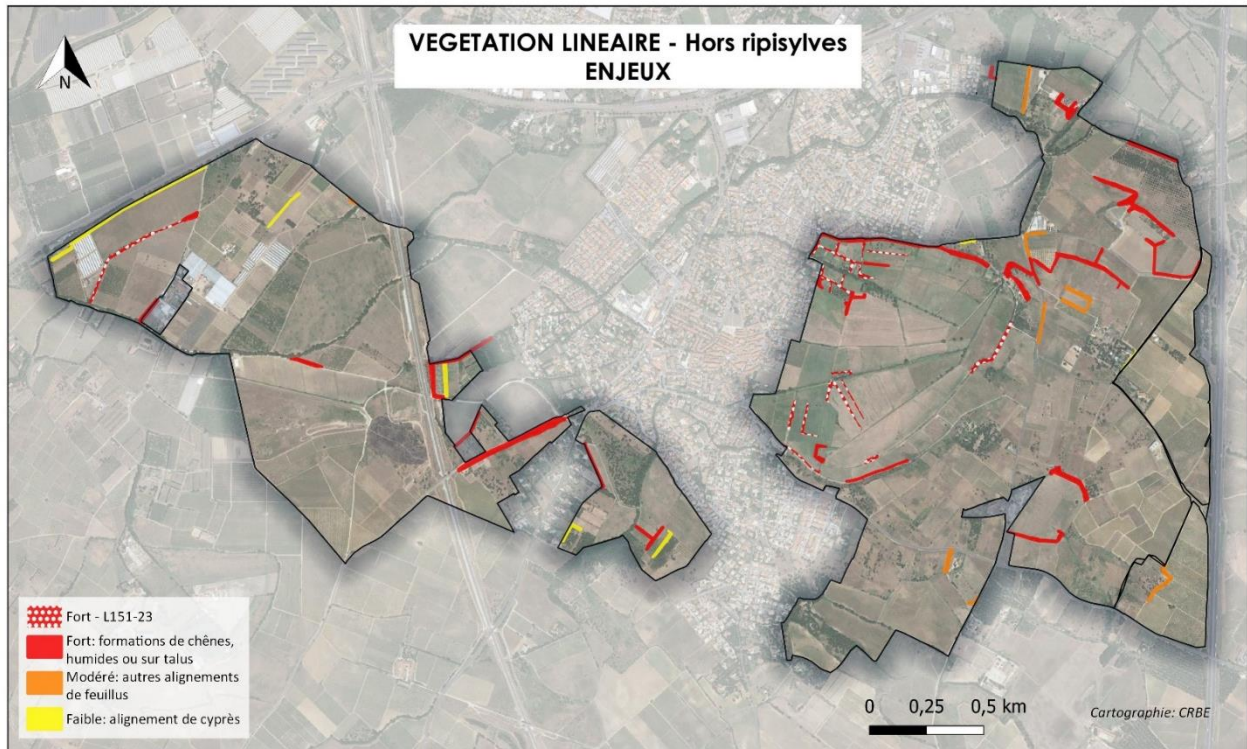 VEGETATION LINEAIRE - Hors ripisylves
ENJEUX
N
Fort - L151-23
Fort: formations de chênes,
humides ou sur talus
Modéré: autres alignements
de feuillus
Faible: alignement de cyprès
0 0,25 0,5 km
Cartographie: CRBE